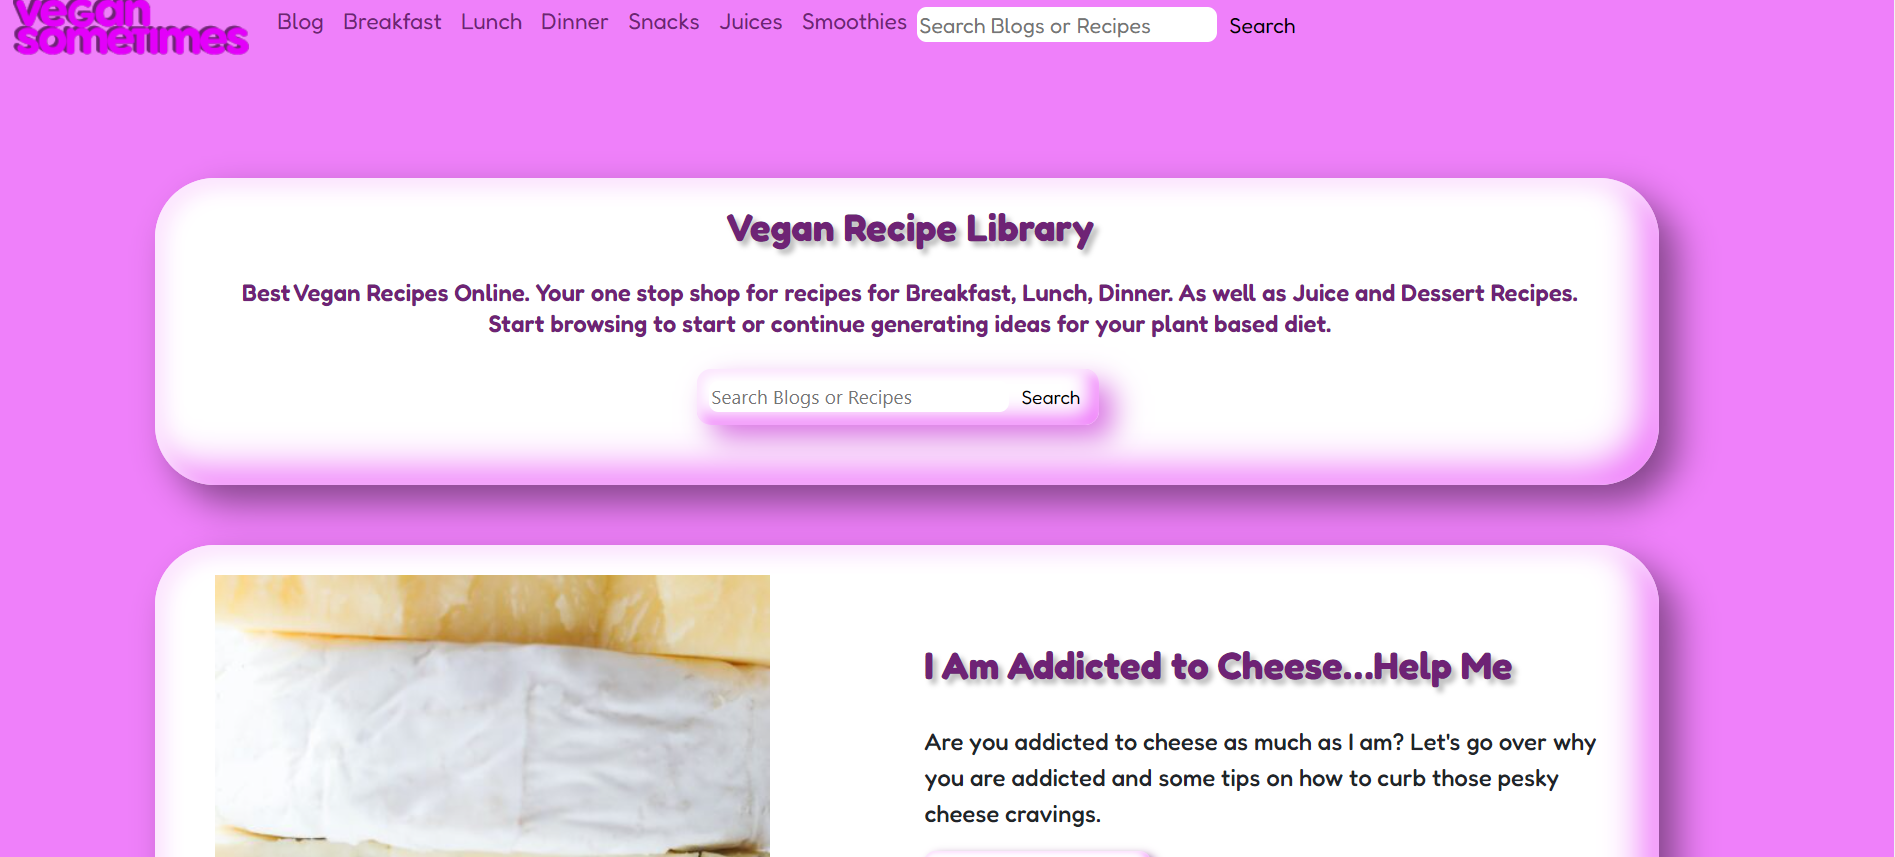 vegan
sometimes
Blog Breakfast Lunch Dinner Snacks Juices Smoothies Search Blogs or Recipes Search
Vegan Recipe Library
Best Vegan Recipes Online. Your one stop shop for recipes for Breakfast, Lunch, Dinner. As well as Juice and Dessert Recipes.
Start browsing to start or continue generating ideas for your plant based diet.
Search Blogs or Recipes Search
I Am Addicted to Cheese...Help Me
Are you addicted to cheese as much as I am? Let's go over why
you are addicted and some tips on how to curb those pesky
cheese cravings.